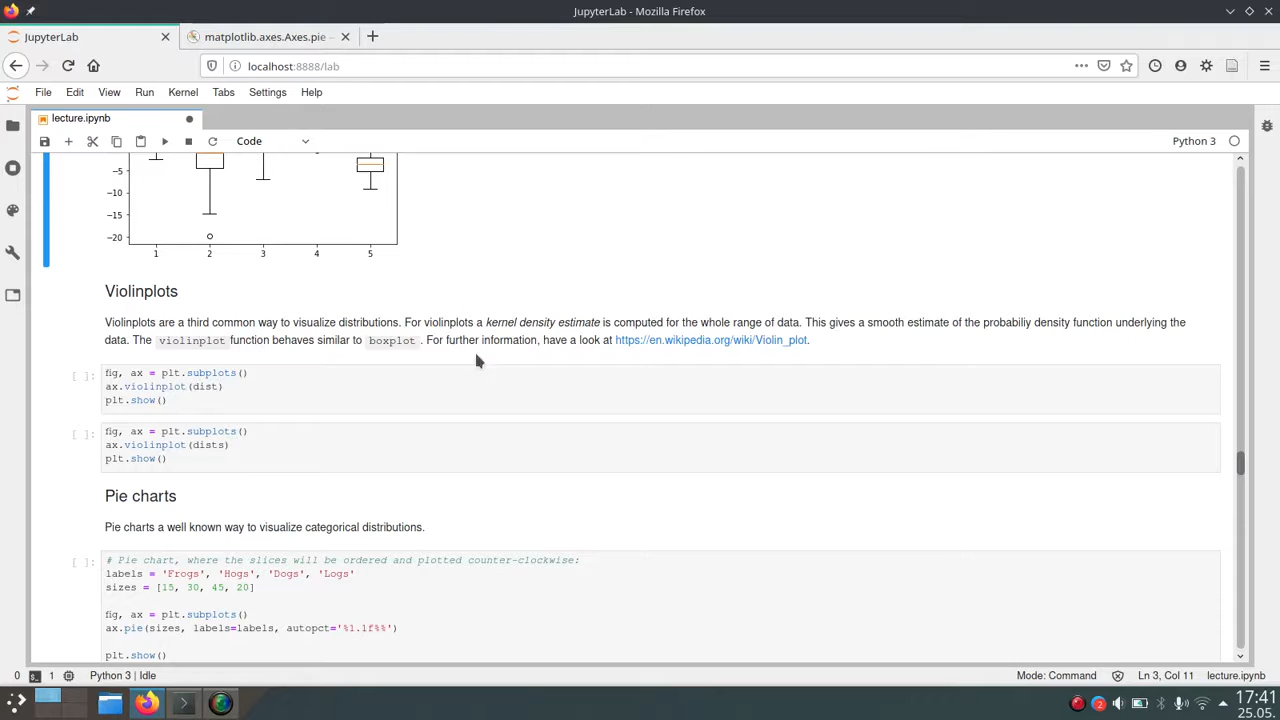 JupyterLab - Mozilla Firefox
JupyterLab
matplotlib.axes.Axes.pie —
localhost:8888/lab
File Edit View Run Kernel Tabs Settings Help
lecture.ipynb
Code
Python 3
−5
−10
−15
−20
1 2 3 4 5
Violinplots
Violinplots are a third common way to visualize distributions. For violinplots a kernel density estimate is computed for the whole range of data. This gives a smooth estimate of the probabiliy density function underlying the
data. The violinplot function behaves similar to boxplot . For further information, have a look at https://en.wikipedia.org/wiki/Violin_plot.
[ ]:
fig, ax = plt.subplots()
ax.violinplot(dist)
plt.show()
[ ]:
fig, ax = plt.subplots()
ax.violinplot(dists)
plt.show()
Pie charts
Pie charts a well known way to visualize categorical distributions.
[ ]:
# Pie chart, where the slices will be ordered and plotted counter-clockwise:
labels = 'Frogs', 'Hogs', 'Dogs', 'Logs'
sizes = [15, 30, 45, 20]
fig, ax = plt.subplots()
ax.pie(sizes, labels=labels, autopct='%1.1f%%')
plt.show()
0 1 Python 3 | Idle
Mode: Command Ln 3, Col 11 lecture.ipynb
2
17:41
25.05.